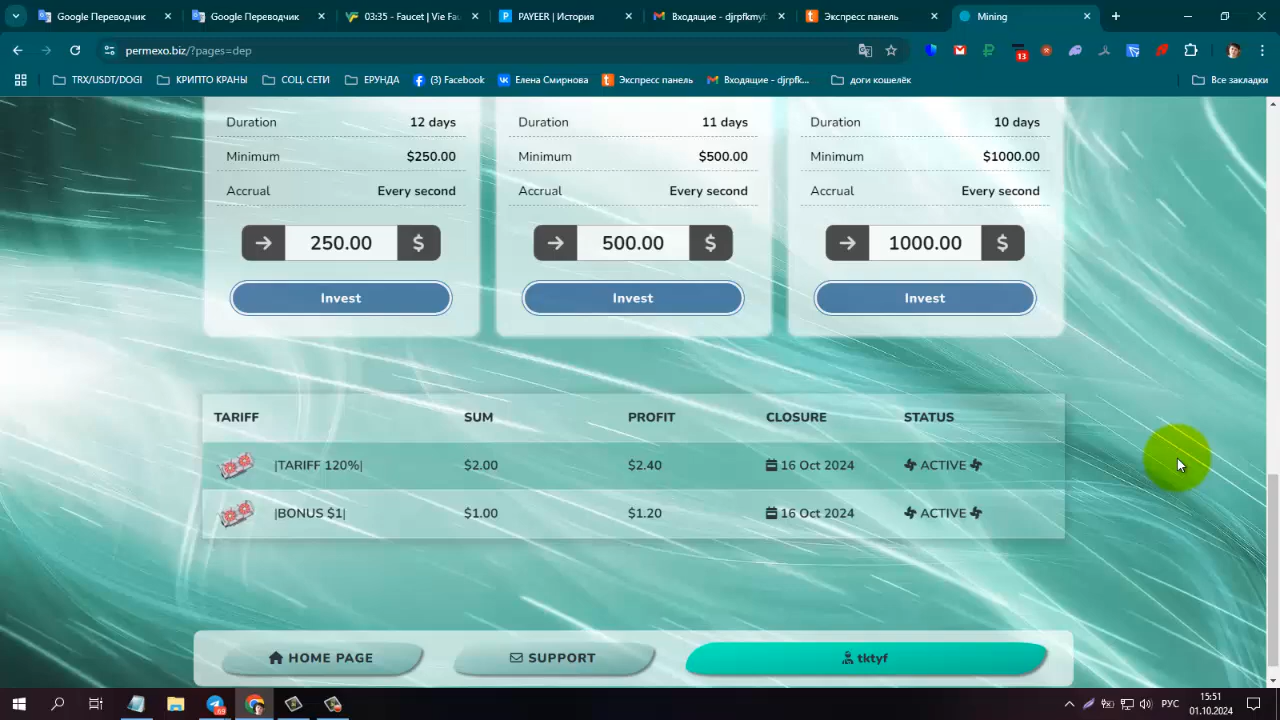 Google Переводчик
Google Переводчик
03:35 - Faucet | Vie Fau
PAYEER | История
Входящие - djrpfkmyf
Экспресс панель
Mining
permexo.biz/?pages=dep
TRX/USDT/DOGI
КРИПТО КРАНЫ
СОЦ. СЕТИ
ЕРУНДА
(3) Facebook
Елена Смирнова
Экспресс панель
Входящие - djrpfk...
доги кошелёк
Все закладки
13
Duration 12 days
Minimum $250.00
Accrual Every second
250.00 $
Invest
Duration 11 days
Minimum $500.00
Accrual Every second
500.00 $
Invest
Duration 10 days
Minimum $1000.00
Accrual Every second
1000.00 $
Invest
TARIFF SUM PROFIT CLOSURE STATUS
|TARIFF 120%| $2.00 $2.40 16 Oct 2024 ACTIVE
|BONUS $1| $1.00 $1.20 16 Oct 2024 ACTIVE
HOME PAGE
SUPPORT
tktyf
РУС
15:51
01.10.2024